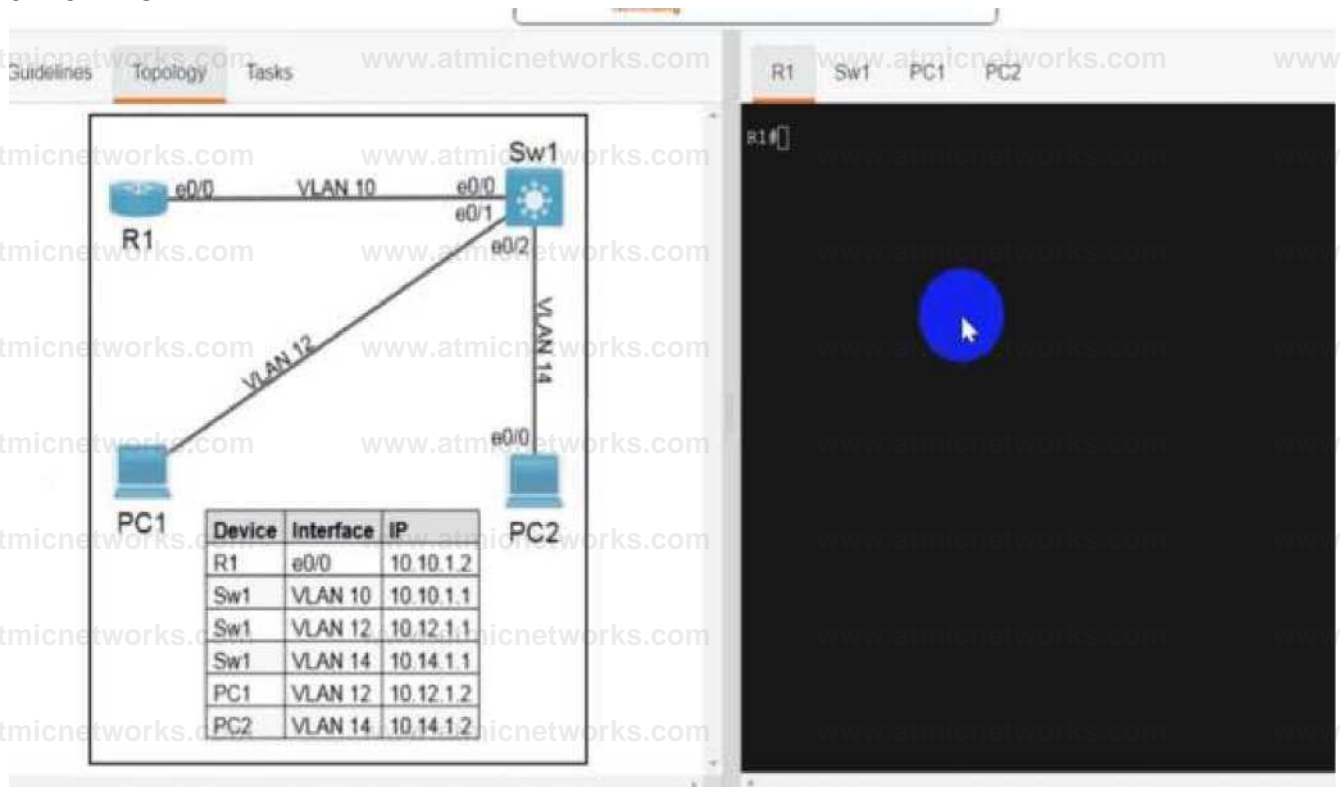 Guidelines Topology Tasks
R1 Sw1 PC1 PC2
R1#
Sw1
e0/0 VLAN 10 e0/0
e0/1
R1
e0/2
VLAN 14
VLAN 12
e0/0
PC1
PC2
Device Interface IP
R1 e0/0 10.10.1.2
Sw1 VLAN 10 10.10.1.1
Sw1 VLAN 12 10.12.1.1
Sw1 VLAN 14 10.14.1.1
PC1 VLAN 12 10.12.1.2
PC2 VLAN 14 10.14.1.2
www.atmicnetworks.com